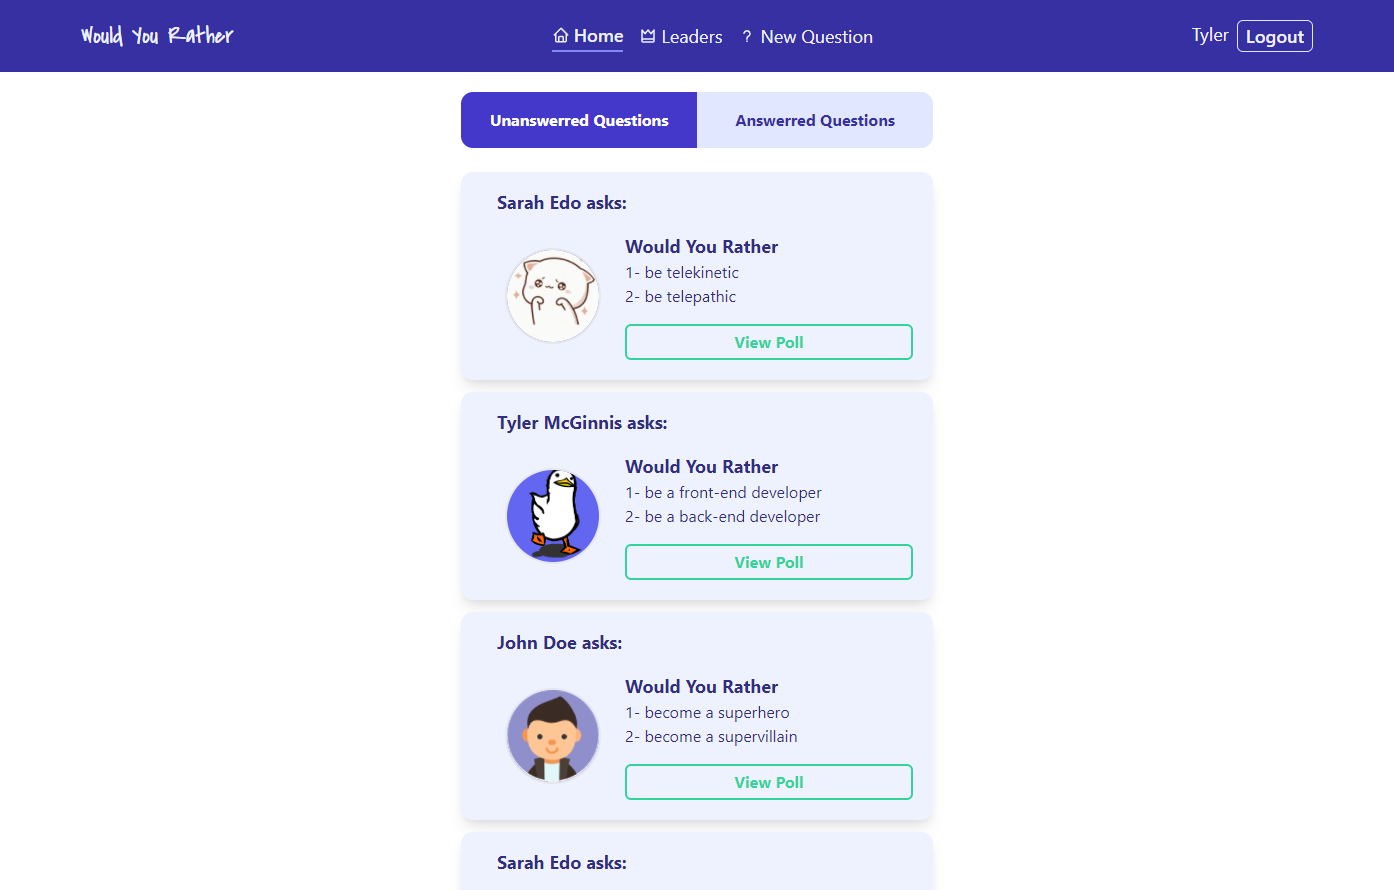 Would You Rather
Home
Leaders
? New Question
Tyler
Logout
Unanswerred Questions
Answerred Questions
Sarah Edo asks:
Would You Rather
1- be telekinetic
2- be telepathic
View Poll
Tyler McGinnis asks:
Would You Rather
1- be a front-end developer
2- be a back-end developer
View Poll
John Doe asks:
Would You Rather
1- become a superhero
2- become a supervillain
View Poll
Sarah Edo asks: